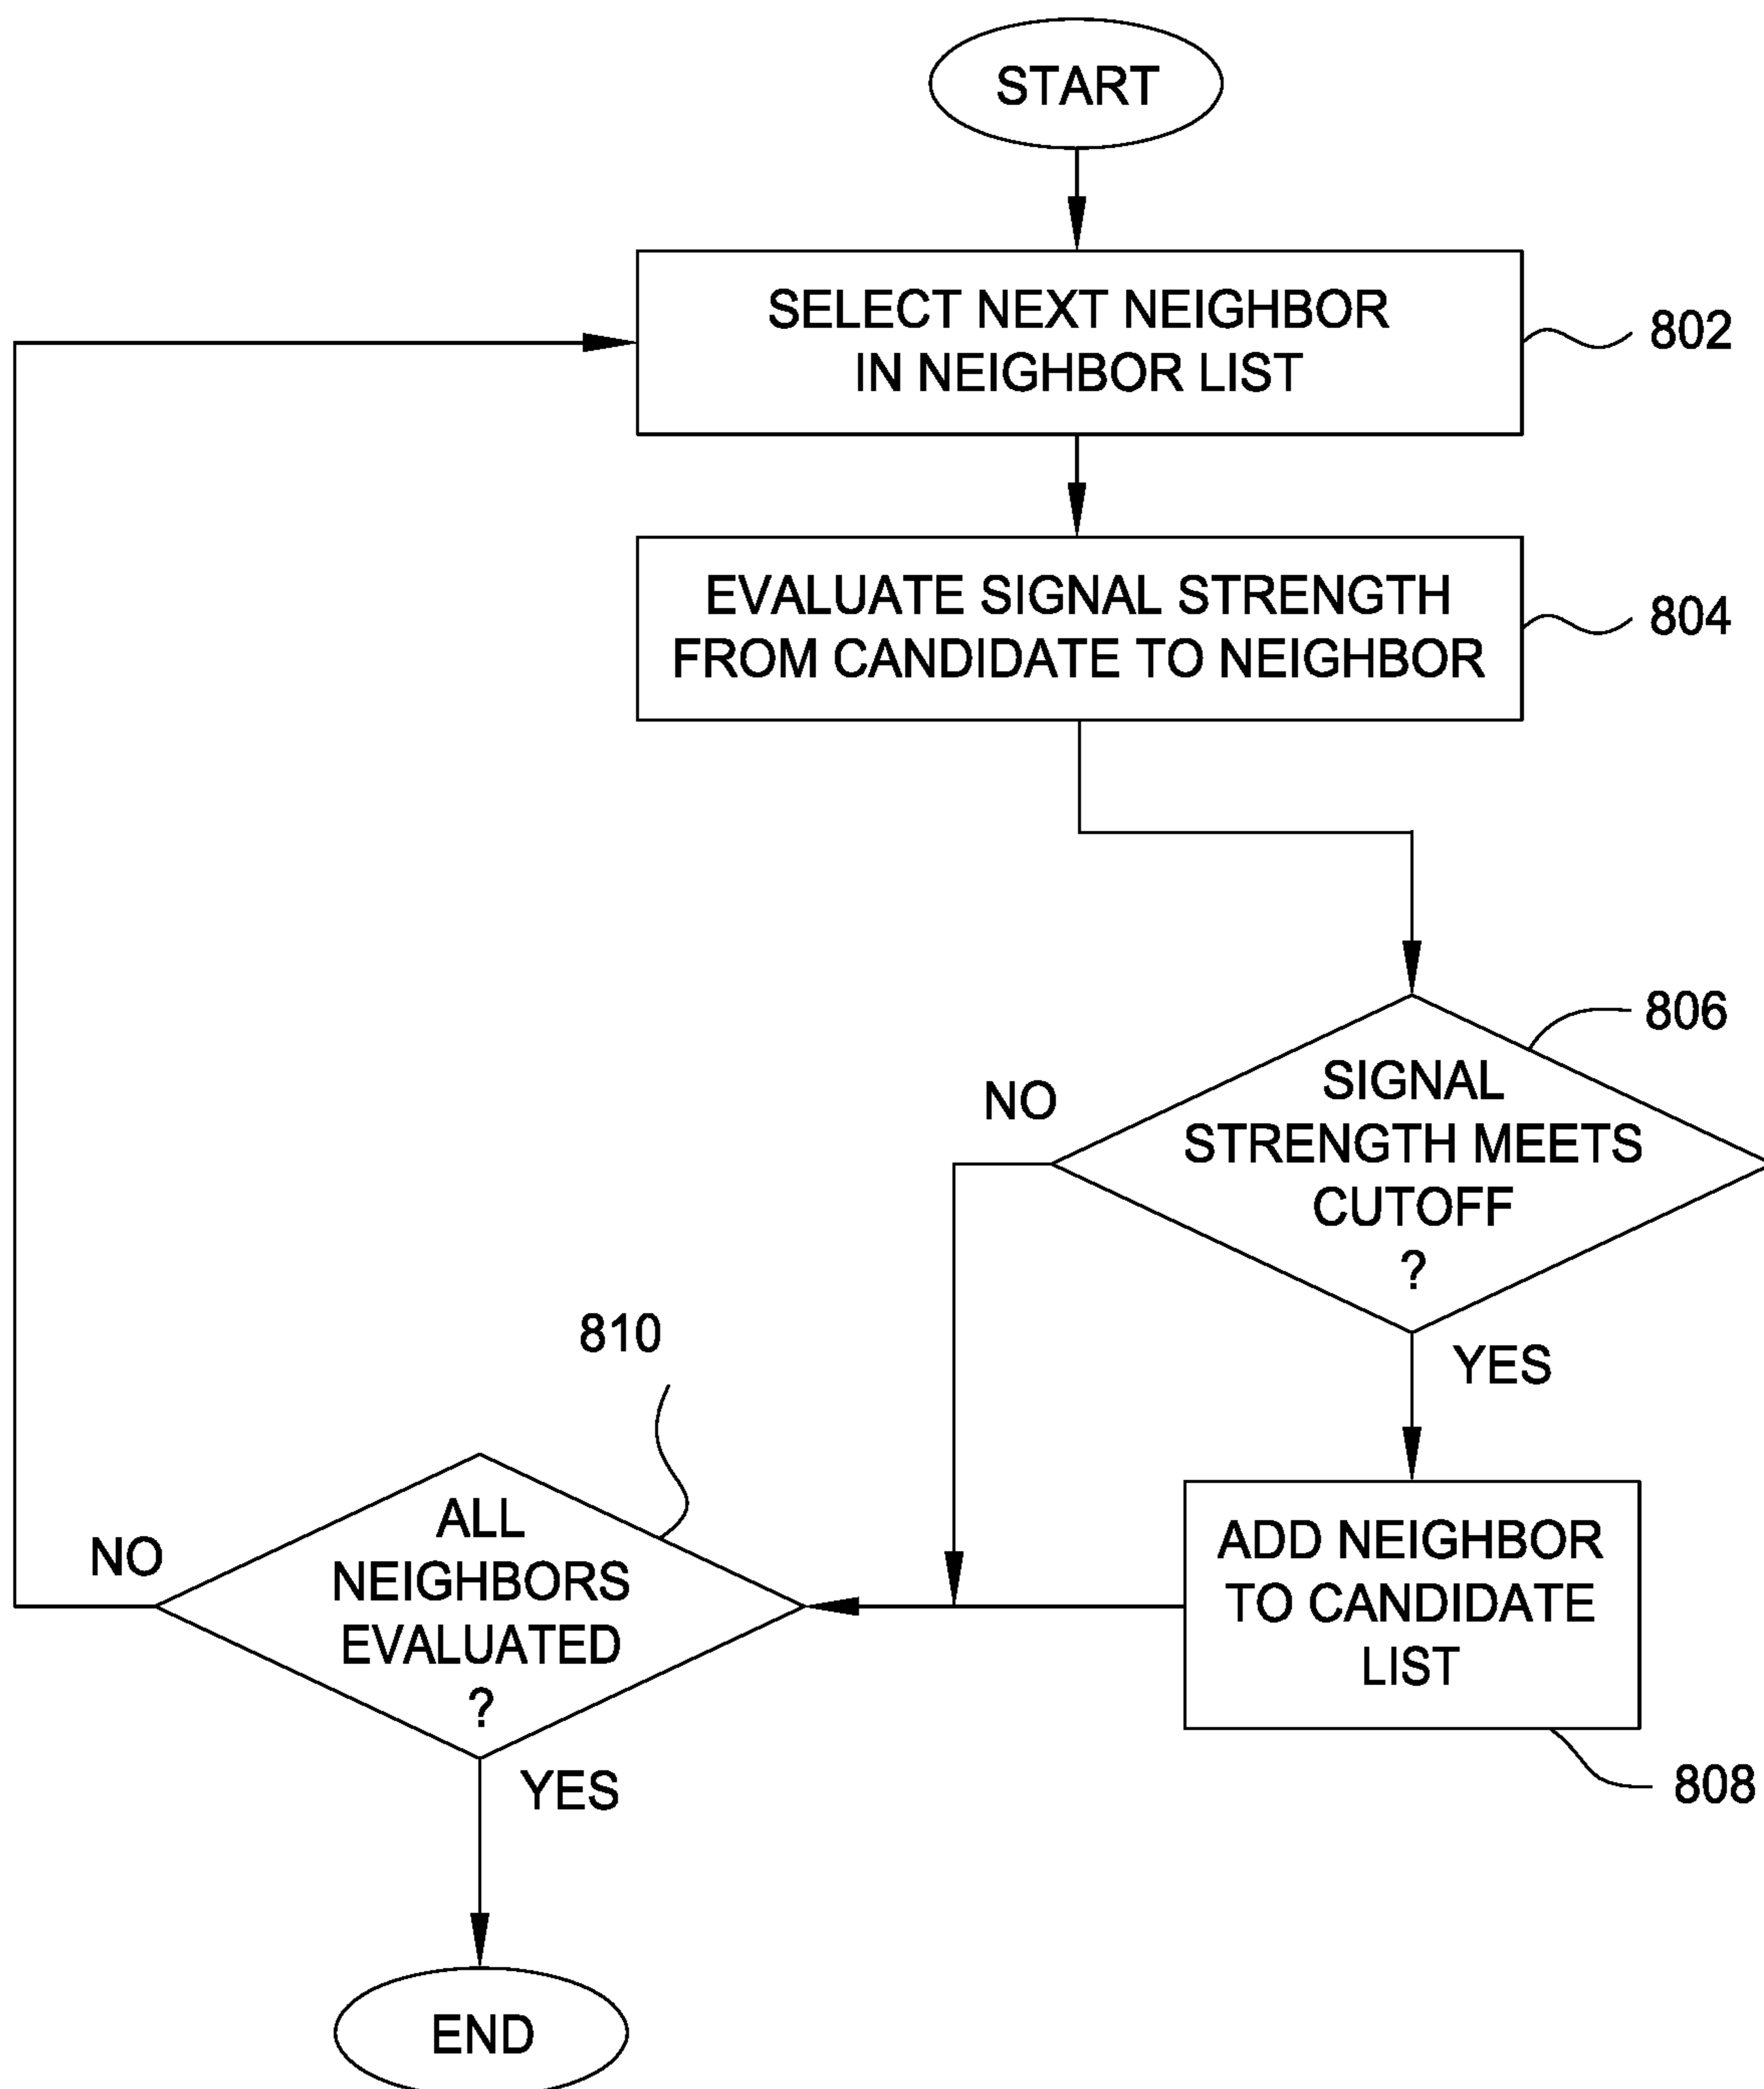 START
SELECT NEXT NEIGHBOR
IN NEIGHBOR LIST
802
EVALUATE SIGNAL STRENGTH
FROM CANDIDATE TO NEIGHBOR
804
806
SIGNAL
STRENGTH MEETS
CUTOFF
?
NO
YES
810
ALL
NEIGHBORS
EVALUATED
?
NO
YES
ADD NEIGHBOR
TO CANDIDATE
LIST
808
END